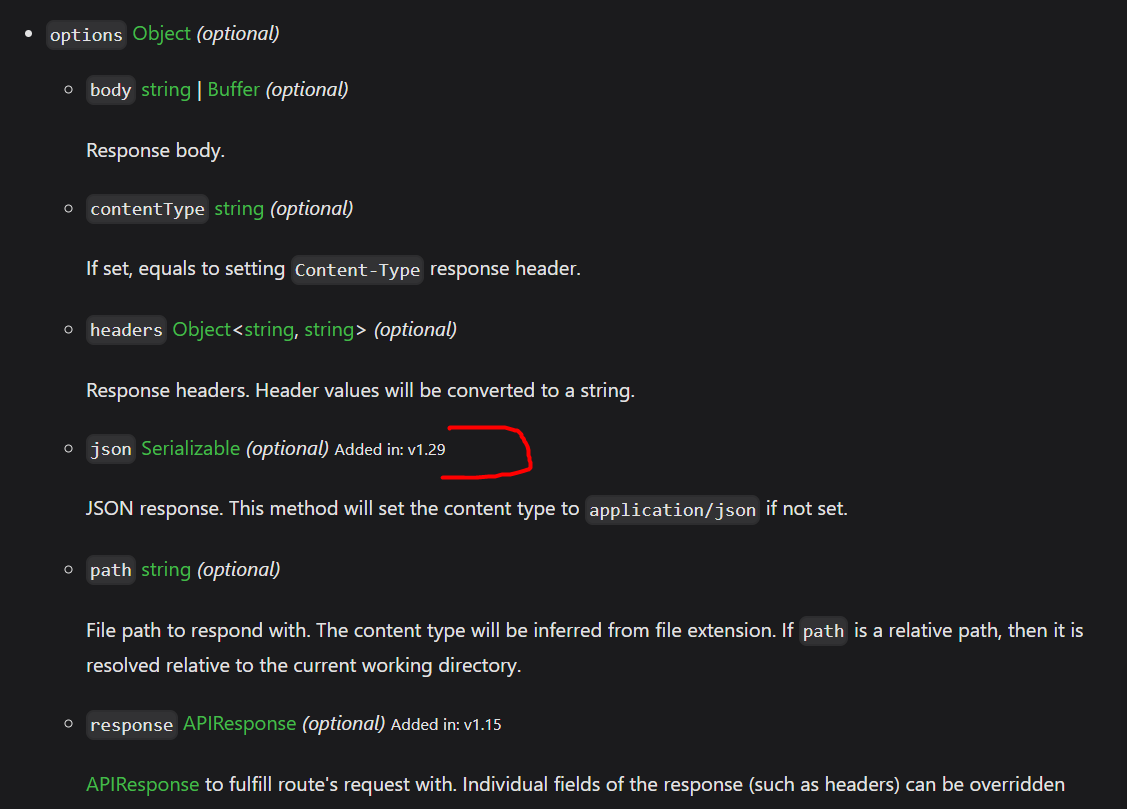 options Object (optional)
body string | Buffer (optional)
Response body.
contentType string (optional)
If set, equals to setting Content-Type response header.
headers Object<string, string> (optional)
Response headers. Header values will be converted to a string.
json Serializable (optional) Added in: v1.29
JSON response. This method will set the content type to application/json if not set.
path string (optional)
File path to respond with. The content type will be inferred from file extension. If path is a relative path, then it is
resolved relative to the current working directory.
response APIResponse (optional) Added in: v1.15
APIResponse to fulfill route's request with. Individual fields of the response (such as headers) can be overridden